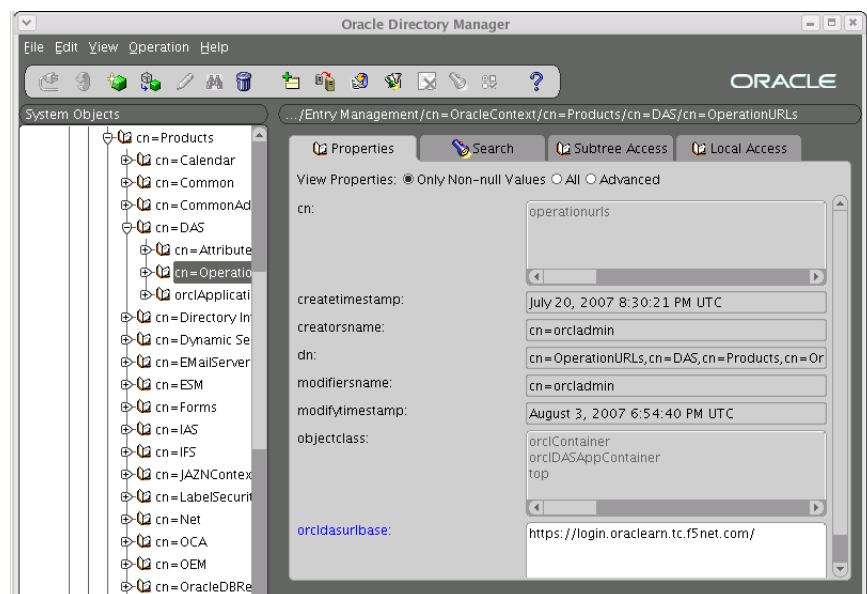 Oracle Directory Manager
File Edit View Operation Help
ORACLE
System Objects
cn=Products
cn=Calendar
cn=Common
cn=CommonAd
cn=DAS
cn=Attribute
cn=Operatio
orclApplicati
cn=Directory In
cn=Dynamic Se
cn=EMailServer
cn=ESM
cn=Forms
cn=IAS
cn=IFS
cn=JAZNContex
cn=LabelSecurit
cn=Net
cn=OCA
cn=OEM
cn=OracleDBRe
.../Entry Management/cn=OracleContext/cn=Products/cn=DAS/cn=OperationURLs
Properties Search Subtree Access Local Access
View Properties: Only Non-null Values All Advanced
cn: operationurls
createtimestamp: July 20, 2007 8:30:21 PM UTC
creatorsname: cn=orcladmin
dn: cn=OperationURLs,cn=DAS,cn=Products,cn=Or
modifiersname: cn=orcladmin
modifytimestamp: August 3, 2007 6:54:40 PM UTC
objectclass: orclContainer
orclDASAppContainer
top
orcldasurlbase: https://login.oraclearn.tc.f5net.com/